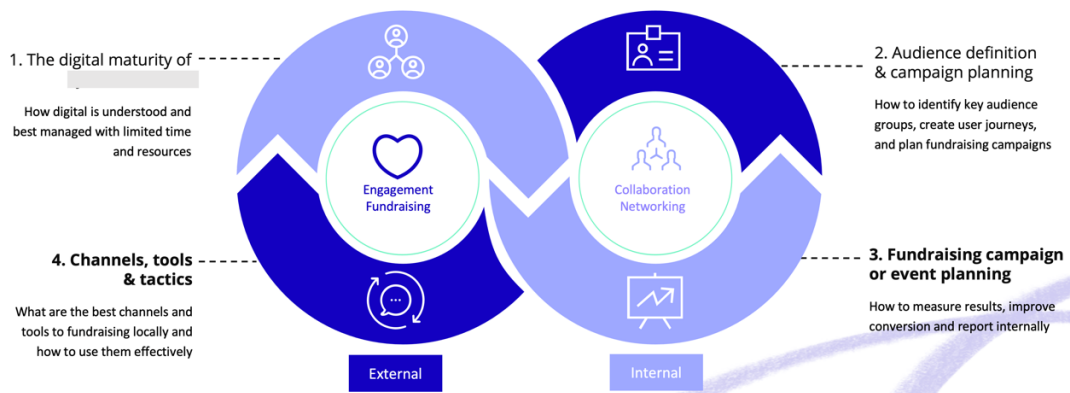 1. The digital maturity of
How digital is understood and
best managed with limited time
and resources
2. Audience definition
& campaign planning
How to identify key audience
groups, create user journeys,
and plan fundraising campaigns
Engagement
Fundraising
Collaboration
Networking
4. Channels, tools
& tactics
What are the best channels and
tools to fundraising locally and
how to use them effectively
3. Fundraising campaign
or event planning
How to measure results, improve
conversion and report internally
External
Internal